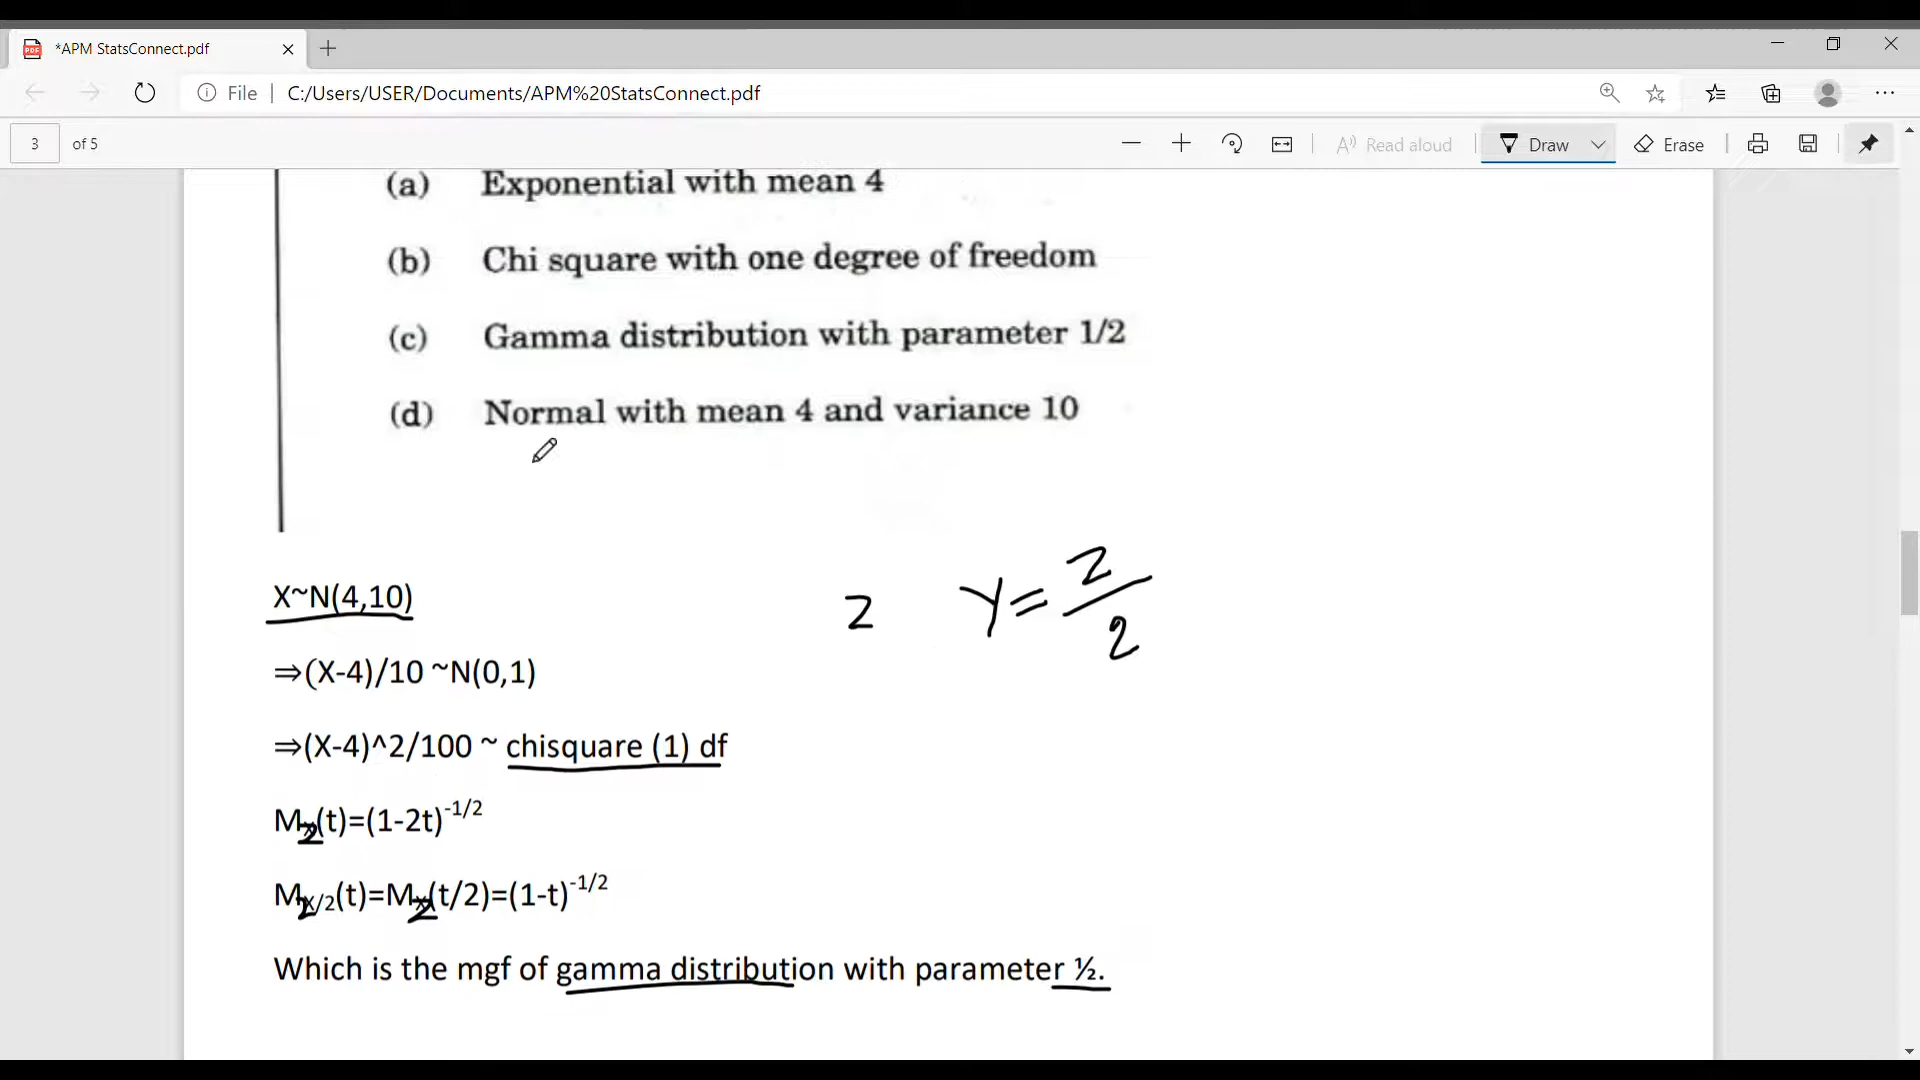 *APM StatsConnect.pdf
File | C:/Users/USER/Documents/APM%20StatsConnect.pdf
3 of 5 Read aloud Draw Erase
(a) Exponential with mean 4
(b) Chi square with one degree of freedom
(c) Gamma distribution with parameter 1/2
(d) Normal with mean 4 and variance 10
X~N(4,10)
Z Y=Z/2
⇒(X-4)/10 ~N(0,1)
⇒(X-4)^2/100 ~ chisquare (1) df
MZ(t)=(1-2t)-1/2
MZ/2(t)=MZ(t/2)=(1-t)-1/2
Which is the mgf of gamma distribution with parameter ½.